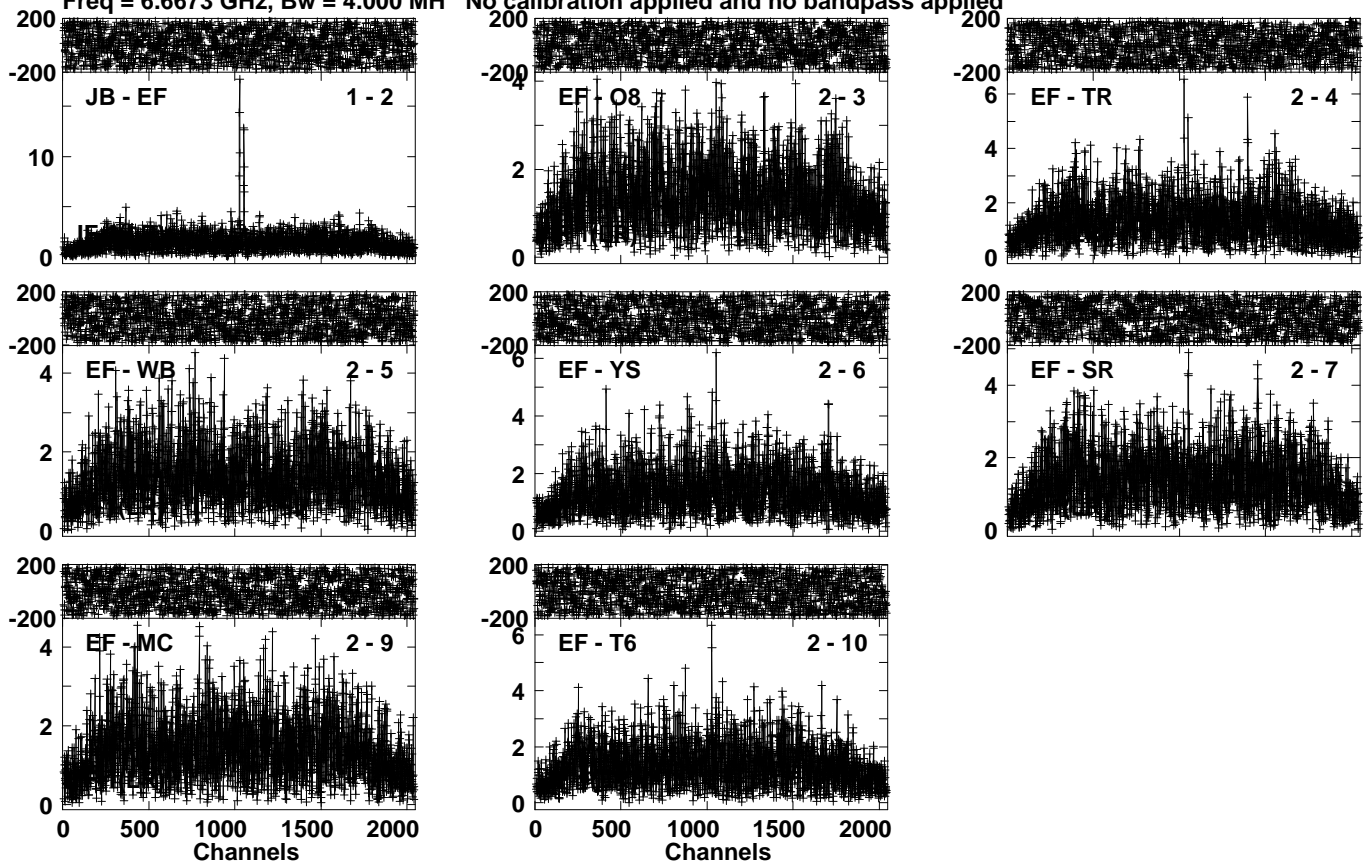 Freq = 6.6673 GHz, Bw = 4.000 MH No calibration applied and no bandpass applied
200 200 200
-200 -200 -200
JB - EF 1 - 2 EF - O8 2 - 3 EF - TR 2 - 4
4 6
10 4
2 2
IF
0 0 0
200 200 200
-200 -200 -200
EF - WB 2 - 5 EF - YS 2 - 6 EF - SR 2 - 7
4 6 4
4
2 2 2
0 0 0
200 200
-200 -200
EF - MC 2 - 9 EF - T6 2 - 10
4 6
4
2 2
0 0
0 500 1000 1500 2000 0 500 1000 1500 2000
Channels Channels